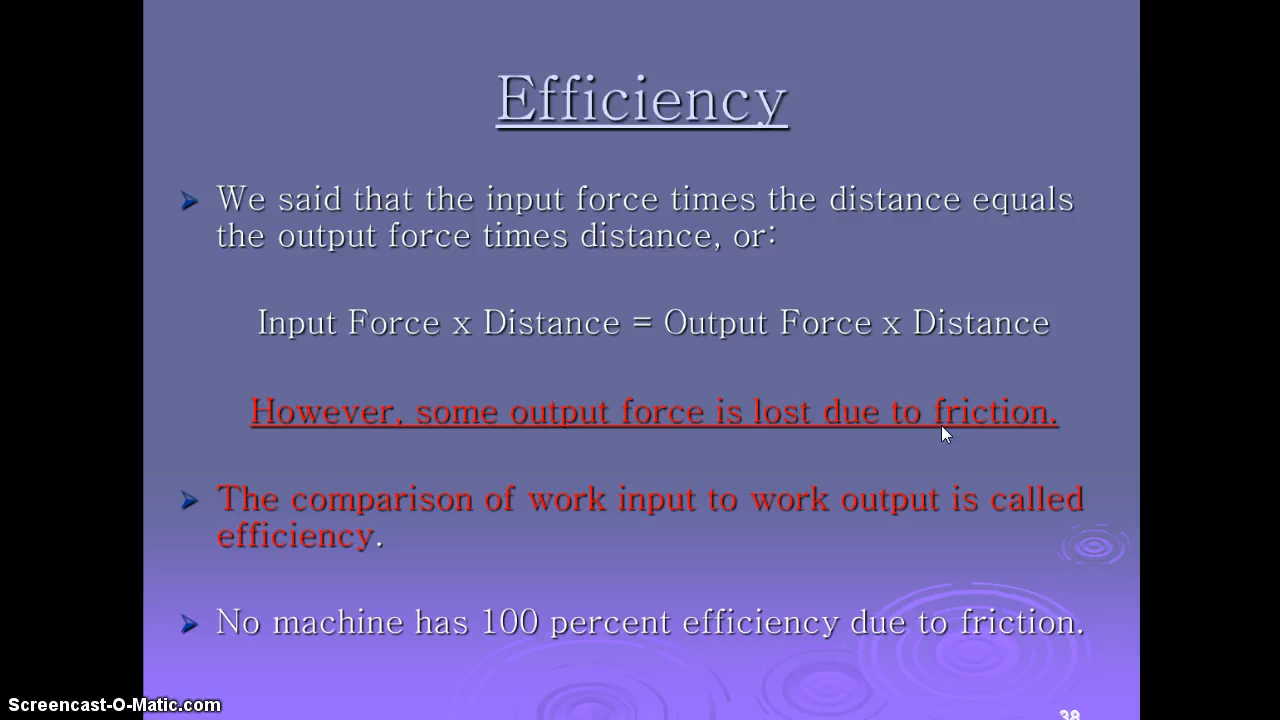 Efficiency
We said that the input force times the distance equals
the output force times distance, or:
Input Force x Distance = Output Force x Distance
However, some output force is lost due to friction.
The comparison of work input to work output is called
efficiency.
No machine has 100 percent efficiency due to friction.
Screencast-O-Matic.com
38